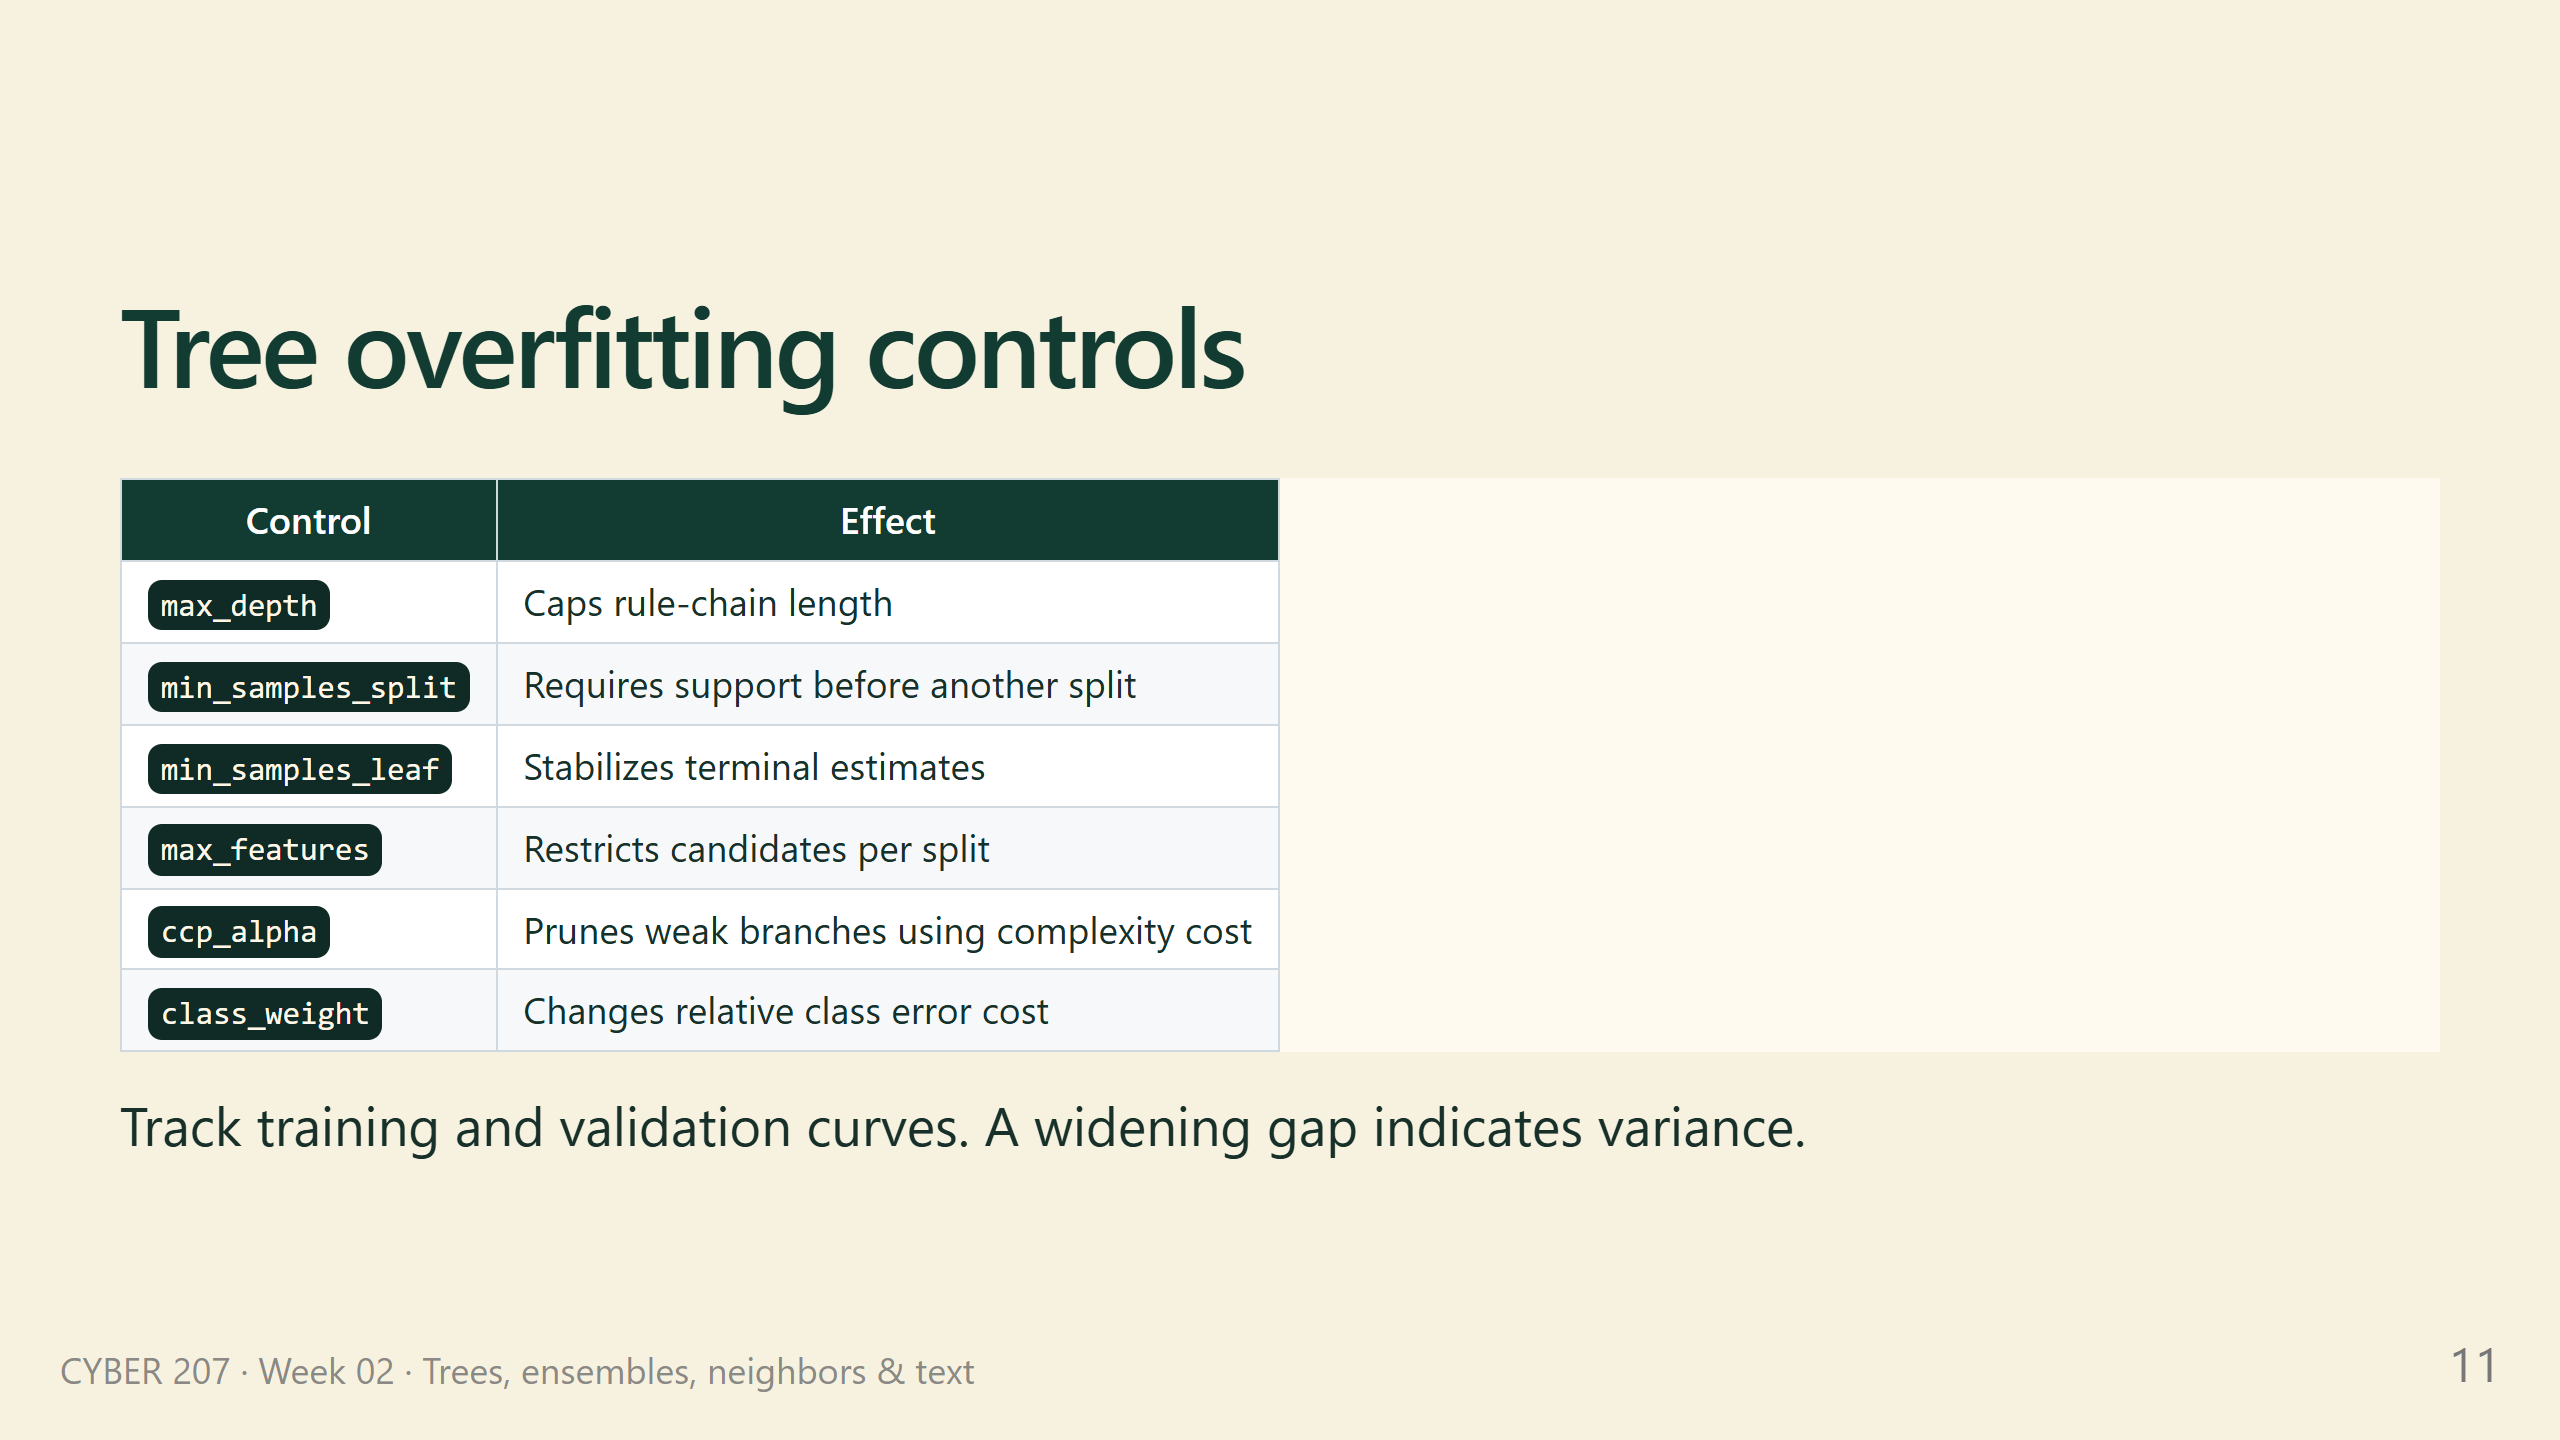 Tree overfitting controls
Control Effect
max_depth Caps rule-chain length
min_samples_split Requires support before another split
min_samples_leaf Stabilizes terminal estimates
max_features Restricts candidates per split
ccp_alpha Prunes weak branches using complexity cost
class_weight Changes relative class error cost
Track training and validation curves. A widening gap indicates variance.
CYBER 207 · Week 02 · Trees, ensembles, neighbors & text 11